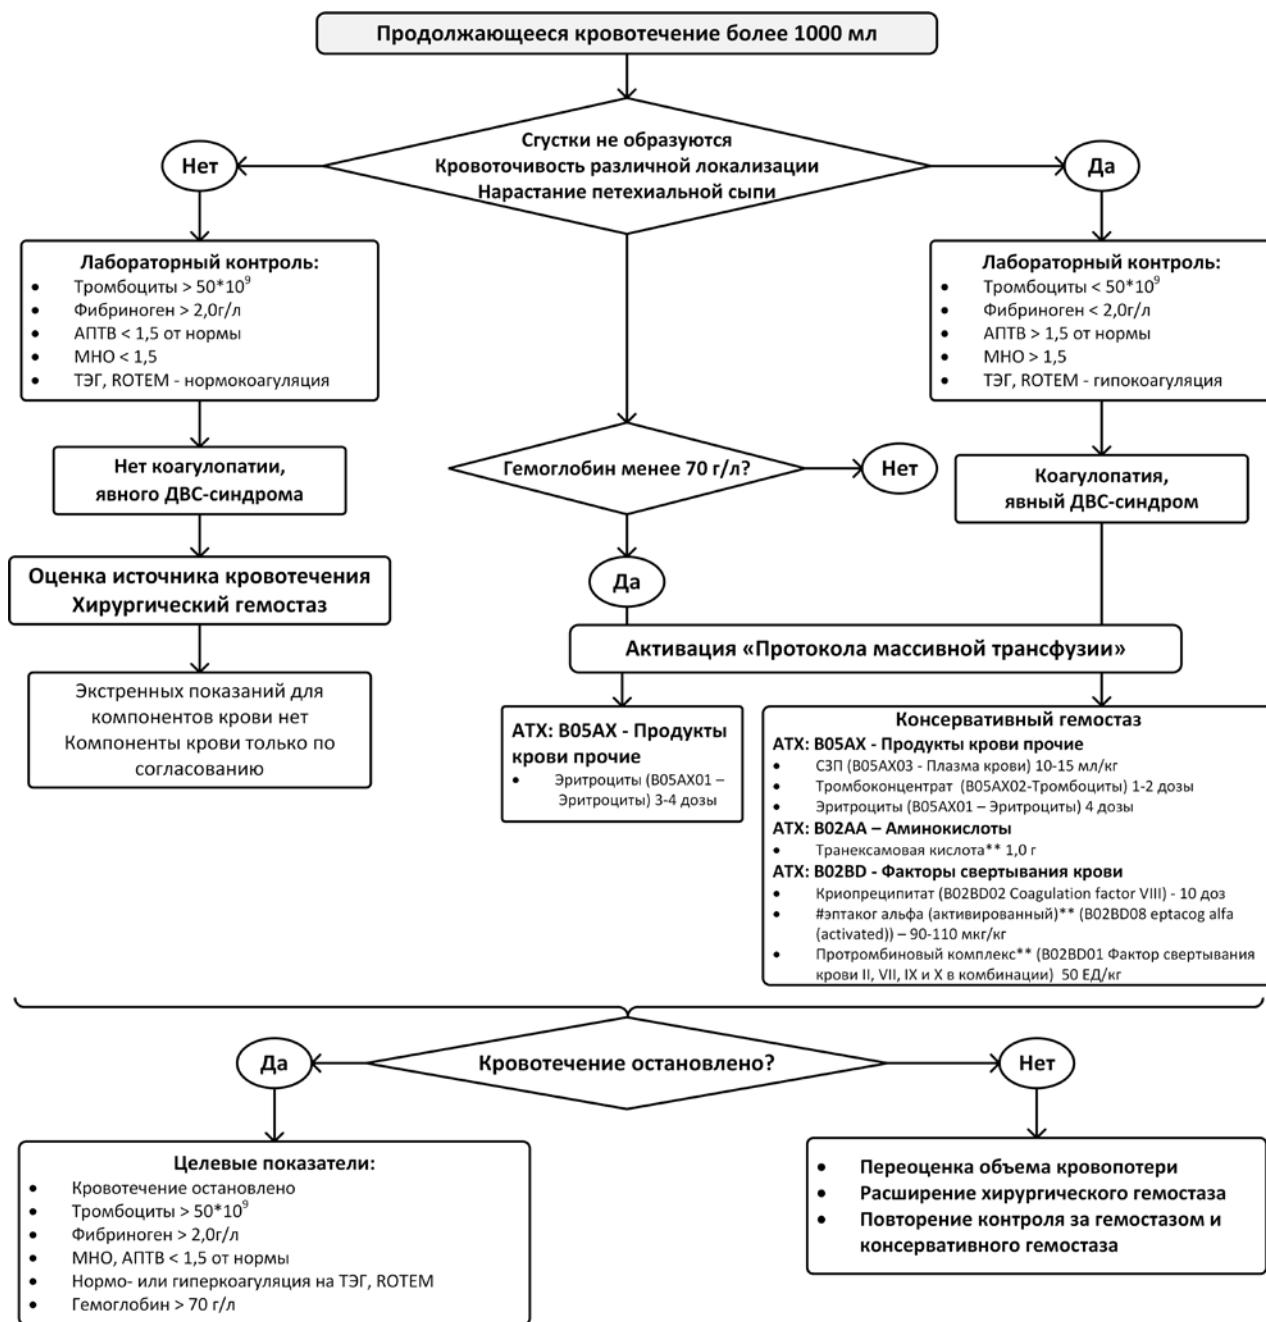 Продолжающееся кровотечение более 1000 мл
Сгустки не образуются
Кровоточивость различной локализации
Нарастание петехиальной сыпи
Нет
Да
Лабораторный контроль:
• Тромбоциты > 50*10⁹
• Фибриноген > 2,0г/л
• АПТВ < 1,5 от нормы
• МНО < 1,5
• ТЭГ, ROTEM - нормокоагуляция
Лабораторный контроль:
• Тромбоциты < 50*10⁹
• Фибриноген < 2,0г/л
• АПТВ > 1,5 от нормы
• МНО > 1,5
• ТЭГ, ROTEM - гипокоагуляция
Нет коагулопатии,
явного ДВС-синдрома
Гемоглобин менее 70 г/л?
Нет
Коагулопатия,
явный ДВС-синдром
Оценка источника кровотечения
Хирургический гемостаз
Да
Активация «Протокола массивной трансфузии»
Экстренных показаний для
компонентов крови нет
Компоненты крови только по
согласованию
АТХ: B05AX - Продукты
крови прочие
• Эритроциты (B05AX01 –
Эритроциты) 3-4 дозы
Консервативный гемостаз
АТХ: B05AX - Продукты крови прочие
• СЗП (B05AX03 - Плазма крови) 10-15 мл/кг
• Тромбоконцентрат (B05AX02-Тромбоциты) 1-2 дозы
• Эритроциты (B05AX01 – Эритроциты) 4 дозы
АТХ: B02AA – Аминокислоты
• Транексамовая кислота** 1,0 г
АТХ: B02BD - Факторы свертывания крови
• Криопреципитат (B02BD02 Coagulation factor VIII) - 10 доз
• #эптаког альфа (активированный)** (B02BD08 eptacog alfa
(activated)) – 90-110 мкг/кг
• Протромбиновый комплекс** (B02BD01 Фактор свертывания
крови II, VII, IX и X в комбинации) 50 ЕД/кг
Да
Кровотечение остановлено?
Нет
Целевые показатели:
• Кровотечение остановлено
• Тромбоциты > 50*10⁹
• Фибриноген > 2,0г/л
• МНО, АПТВ < 1,5 от нормы
• Нормо- или гиперкоагуляция на ТЭГ, ROTEM
• Гемоглобин > 70 г/л
• Переоценка объема кровопотери
• Расширение хирургического гемостаза
• Повторение контроля за гемостазом и
консервативного гемостаза